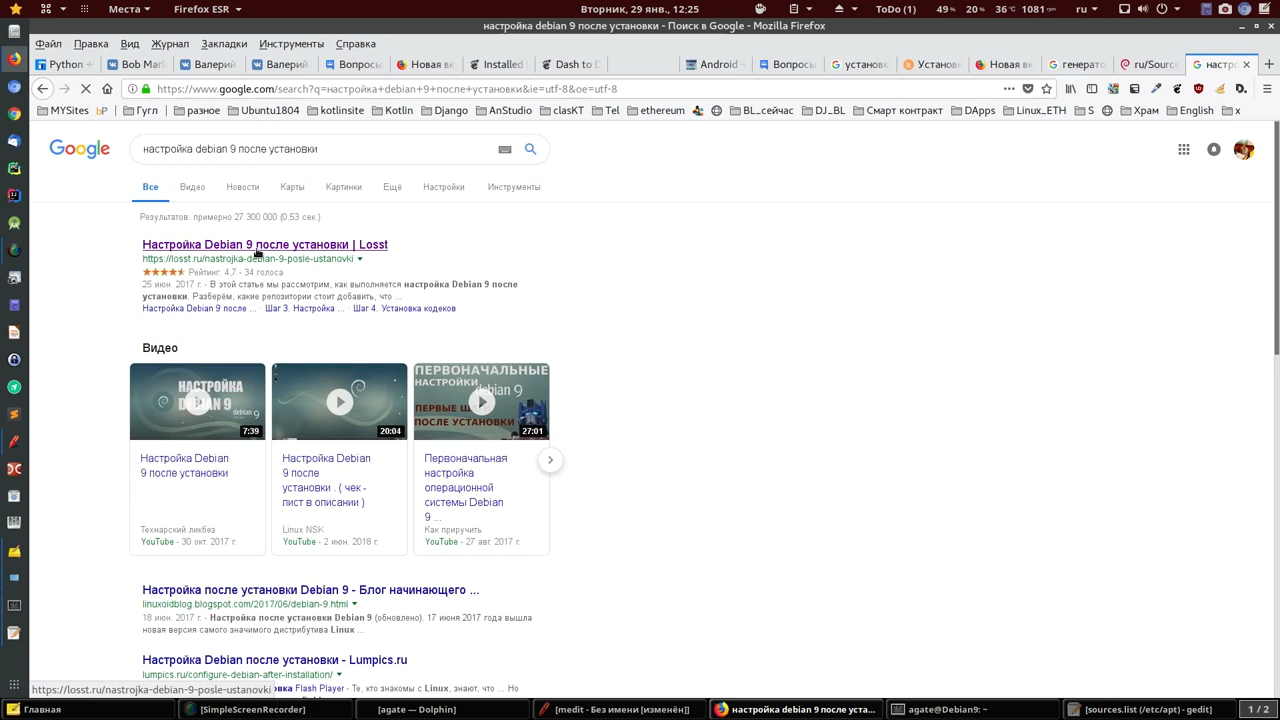 Места
Firefox ESR
Вторник, 29 янв., 12:25
ToDo (1)
49%
20 %
36°C
1081rpm
ru
настройка debian 9 после установки - Поиск в Google - Mozilla Firefox
Файл Правка Вид Журнал Закладки Инструменты Справка
Python
Bob Mar
Валерий
Валерий
Вопросы
Новая вк
Installed
Dash to D
Android
Вопросы
установк
Установк
Новая вк
генерато
ru/Sourc
настро
https://www.google.com/search?q=настройка+debian+9+после+установки&ie=utf-8&oe=utf-8
MYSites bP Гугл разное Ubuntu1804 kotlinsite Kotlin Django AnStudio clasKT Tel ethereum BL_сейчас DJ_BL Смарт контракт DApps Linux_ETH S Храм English x
Google
настройка debian 9 после установки
Все Видео Новости Карты Картинки Ещё Настройки Инструменты
Результатов: примерно 27 300 000 (0,53 сек.)
Настройка Debian 9 после установки | Losst
https://losst.ru/nastrojka-debian-9-posle-ustanovki
Рейтинг: 4,7 - 34 голоса
25 июн. 2017 г. - В этой статье мы рассмотрим, как выполняется настройка Debian 9 после
установки. Разберём, какие репозитории стоит добавить, что ...
Настройка Debian 9 после ... · Шаг 3. Настройка ... · Шаг 4. Установка кодеков
Видео
НАСТРОЙКА
DEBIAN 9
debian 9
7:39
20:04
ПЕРВОНАЧАЛЬНЫЕ
НАСТРОЙКИ
debian 9
ПЕРВЫЕ ША
ПОСЛЕ УСТАНОВКИ
27:01
Настройка Debian
9 после установки
Технарский ликбез
YouTube - 30 окт. 2017 г.
Настройка Debian
9 после
установки . ( чек -
лист в описании )
Linux NSK
YouTube - 2 июн. 2018 г.
Первоначальная
настройка
операционной
системы Debian
9 ...
Как приручить
YouTube - 27 авг. 2017 г.
Настройка после установки Debian 9 - Блог начинающего ...
linuxoidblog.blogspot.com/2017/06/debian-9.html
18 июн. 2017 г. - Настройка после установки Debian 9 (обновлено). 17 июня 2017 года вышла
новая версия самого значимого дистрибутива Linux ...
Настройка Debian после установки - Lumpics.ru
lumpics.ru/configure-debian-after-installation/
овка Flash Player - Те, кто знакомы с Linux, знают, что ... Но
https://losst.ru/nastrojka-debian-9-posle-ustanovki
Главная
[SimpleScreenRecorder]
[agate — Dolphin]
[medit - Без имени [изменён]]
настройка debian 9 после уста...
agate@Debian9: ~
[sources.list (/etc/apt) - gedit]
1 / 2